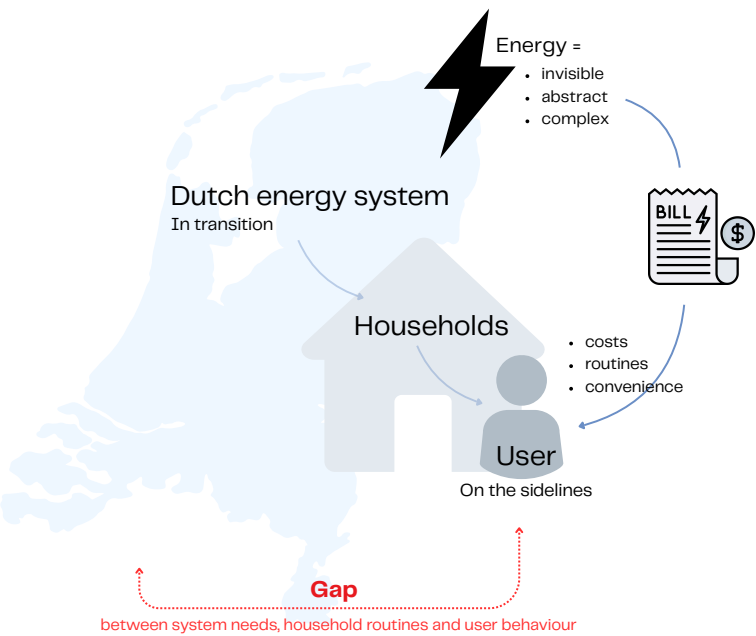 Energy =
• invisible
• abstract
• complex
Dutch energy system
In transition
BILL
$
Households
• costs
• routines
• convenience
User
On the sidelines
Gap
between system needs, household routines and user behaviour